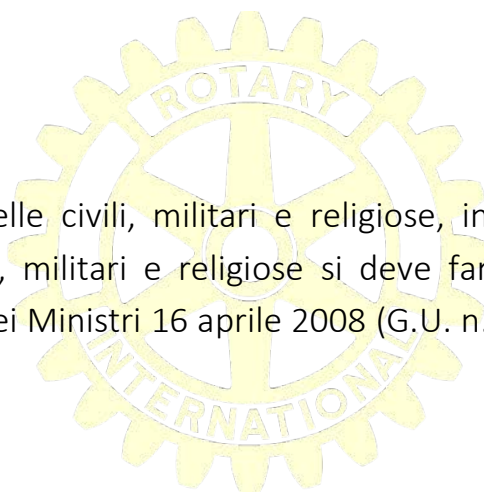 ROTARY
elle civili, militari e religiose, in
, militari e religiose si deve far
ei Ministri 16 aprile 2008 (G.U. n.
INTERNATIONAL